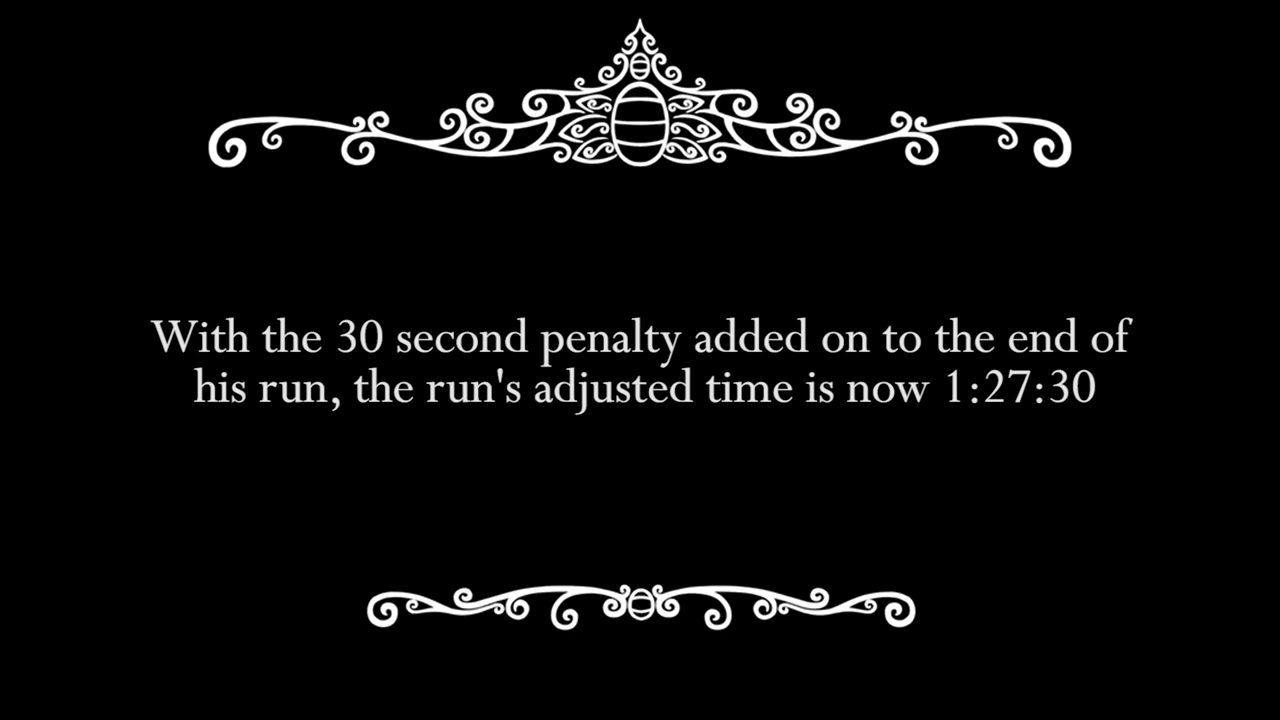 With the 30 second penalty added on to the end of
his run, the run's adjusted time is now 1:27:30